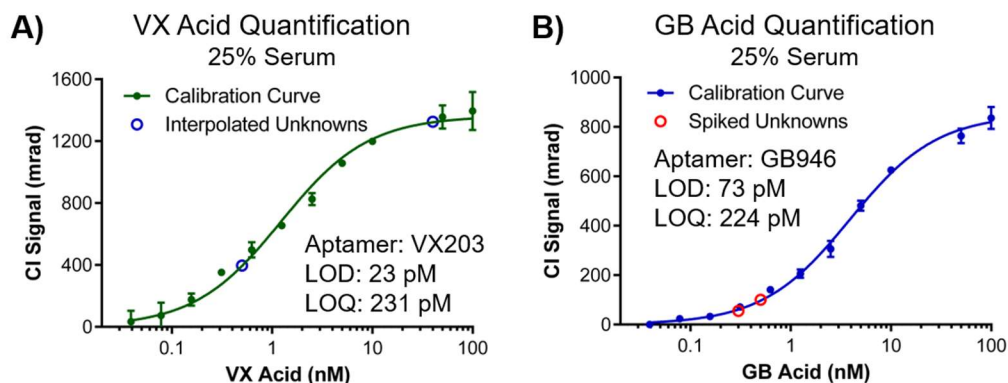 A)
VX Acid Quantification
25% Serum
CI Signal (mrad)
1600
1200
800
400
0
Calibration Curve
Interpolated Unknowns
Aptamer: VX203
LOD: 23 pM
LOQ: 231 pM
0.1 1 10 100
VX Acid (nM)
B)
GB Acid Quantification
25% Serum
CI Signal (mrad)
1000
800
600
400
200
0
Calibration Curve
Spiked Unknowns
Aptamer: GB946
LOD: 73 pM
LOQ: 224 pM
0.1 1 10 100
GB Acid (nM)